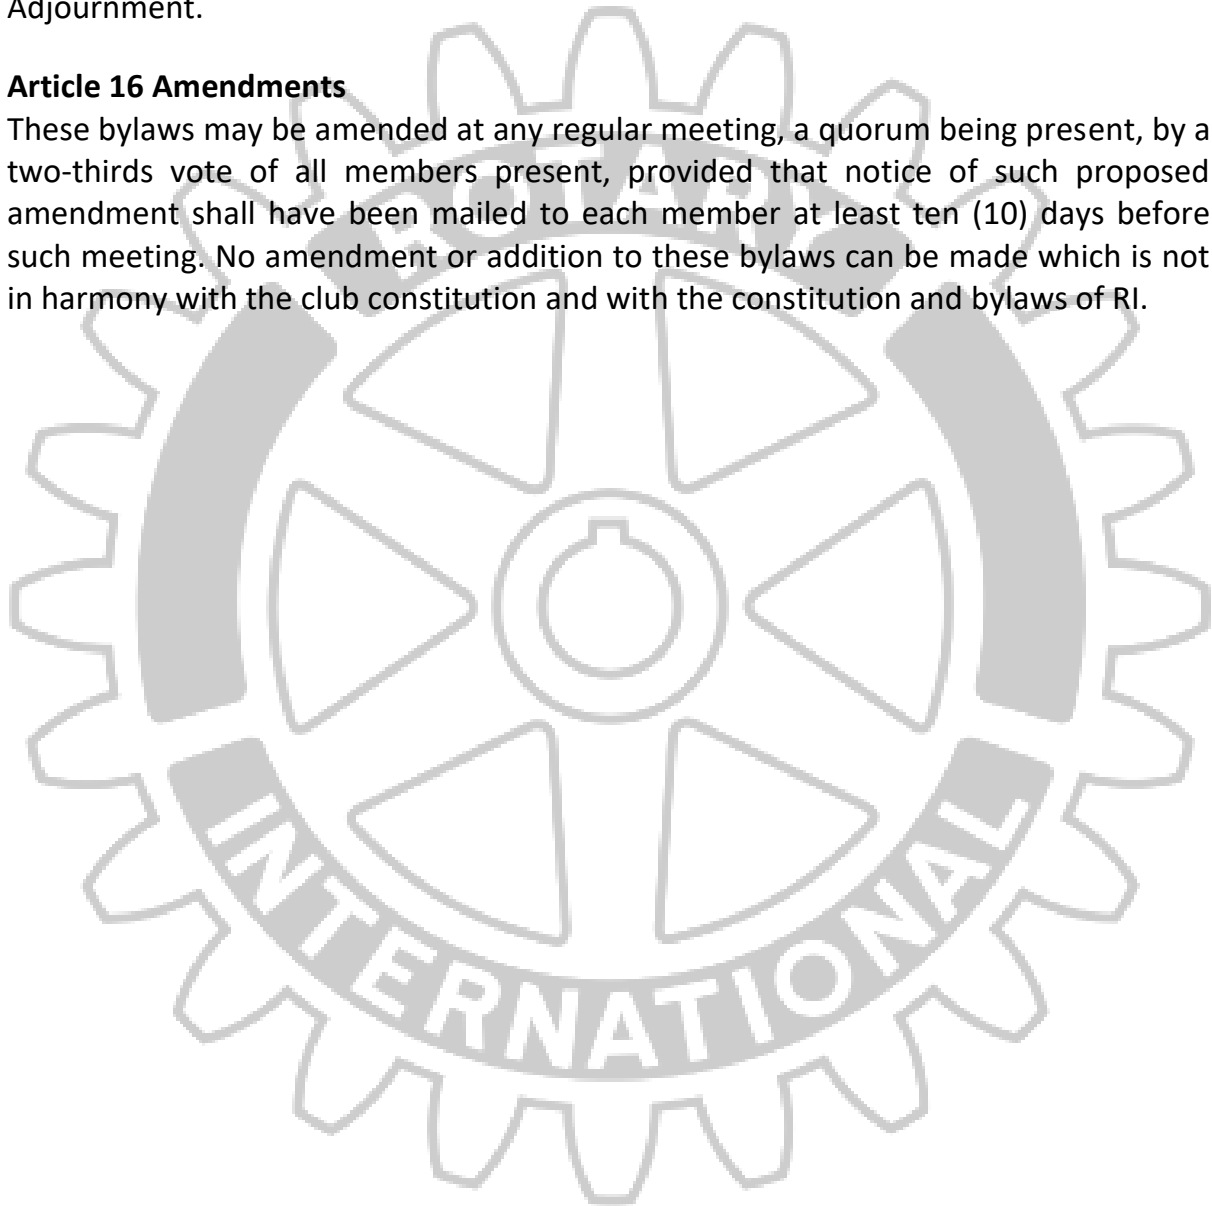 Adjournment.
Article 16 Amendments
These bylaws may be amended at any regular meeting, a quorum being present, by a
two-thirds vote of all members present, provided that notice of such proposed
amendment shall have been mailed to each member at least ten (10) days before
such meeting. No amendment or addition to these bylaws can be made which is not
in harmony with the club constitution and with the constitution and bylaws of RI.
ROTARY
INTERNATIONAL